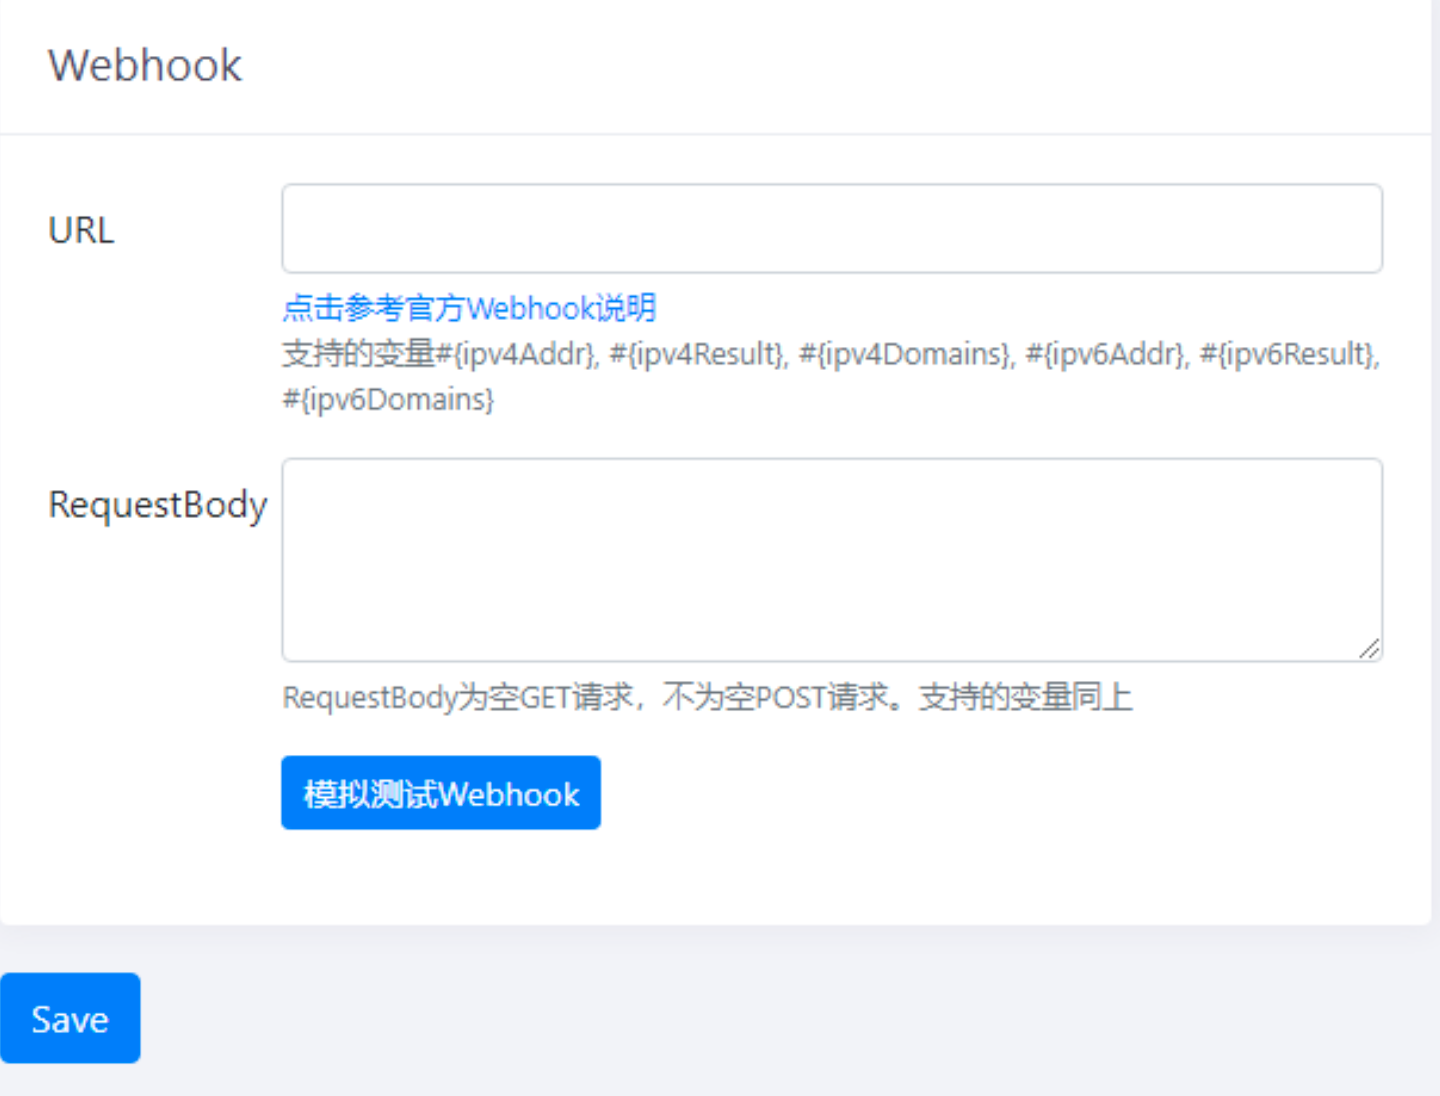 Webhook
URL
点击参考官方Webhook说明
支持的变量#{ipv4Addr}, #{ipv4Result}, #{ipv4Domains}, #{ipv6Addr}, #{ipv6Result},
#{ipv6Domains}
RequestBody
RequestBody为空GET请求，不为空POST请求。支持的变量同上
模拟测试Webhook
Save